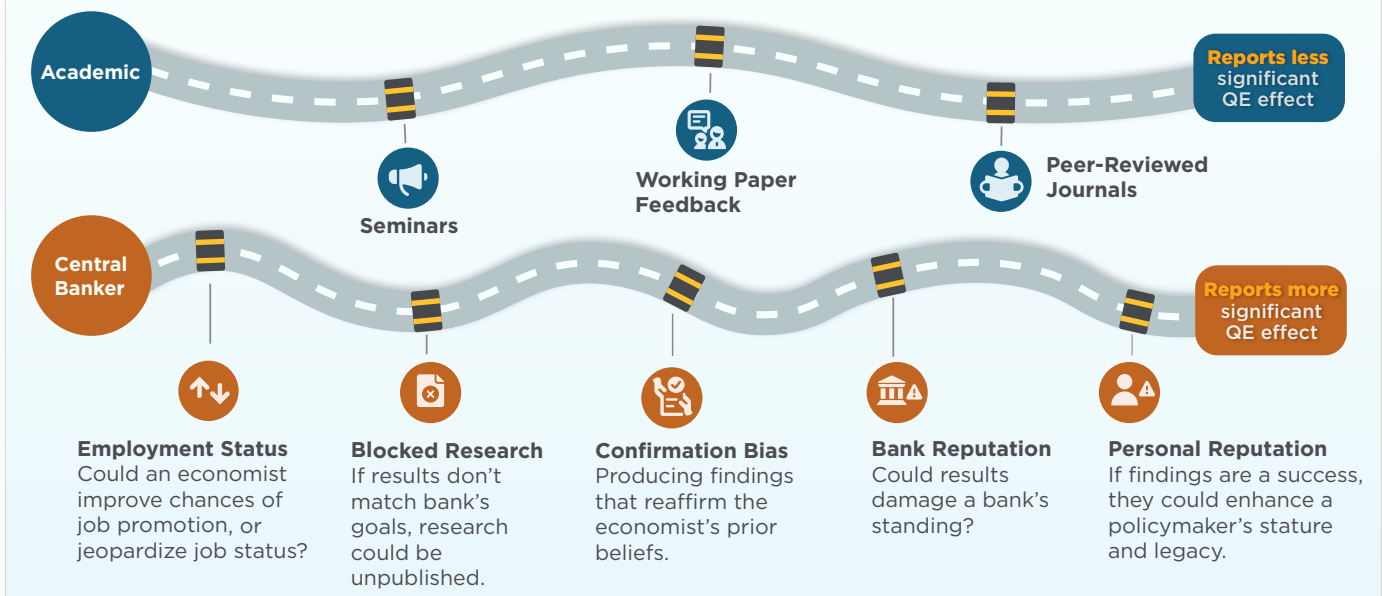 Academic
Reports less
significant
QE effect
Seminars
Working Paper
Feedback
Peer-Reviewed
Journals
Central
Banker
Reports more
significant
QE effect
Employment Status
Could an economist
improve chances of
job promotion, or
jeopardize job status?
Blocked Research
If results don’t
match bank’s
goals, research
could be
unpublished.
Confirmation Bias
Producing findings
that reaffirm the
economist’s prior
beliefs.
Bank Reputation
Could results
damage a bank’s
standing?
Personal Reputation
If findings are a success,
they could enhance a
policymaker’s stature
and legacy.